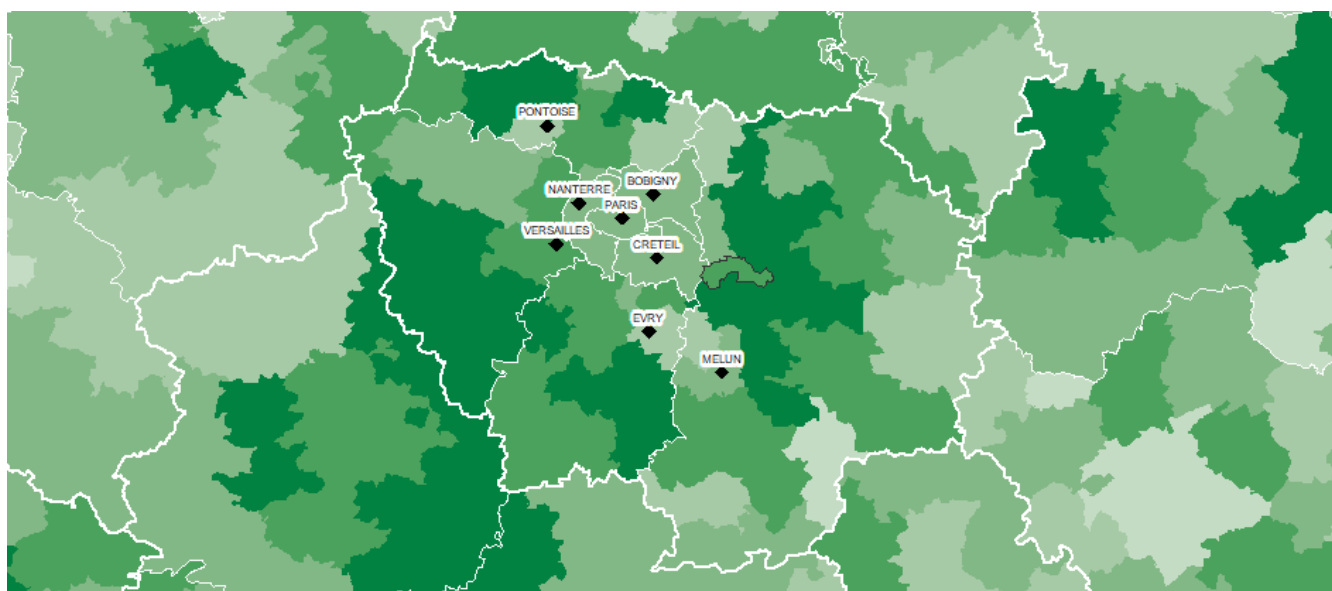 PONTOISE
BOBIGNY
NANTERRE
PARIS
VERSAILLES
CRETEIL
EVRY
MELUN